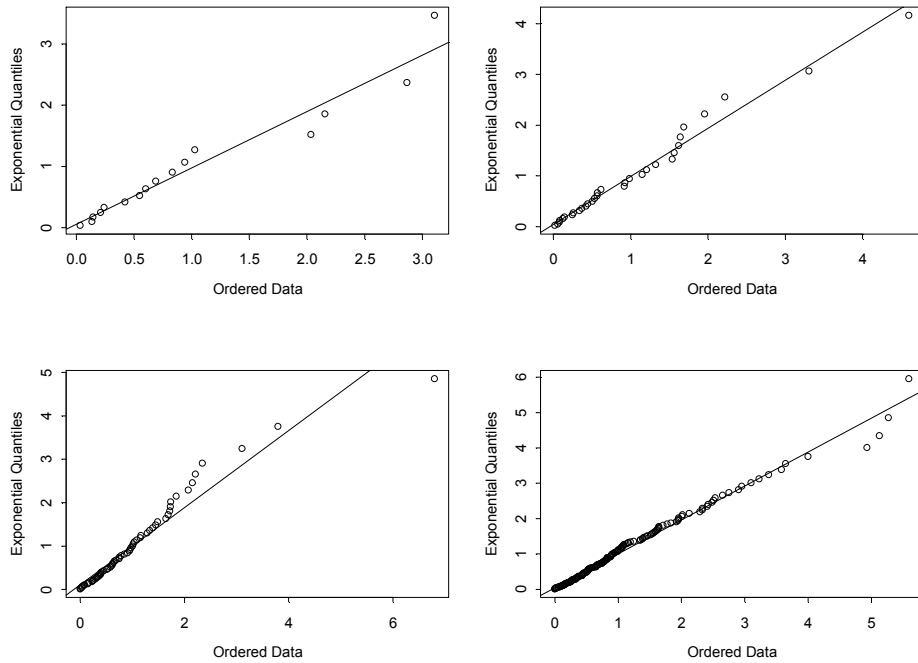 3
2
1
0
Exponential Quantiles
0.0 0.5 1.0 1.5 2.0 2.5 3.0
Ordered Data
4
3
2
1
0
Exponential Quantiles
0 1 2 3 4
Ordered Data
5
4
3
2
1
0
Exponential Quantiles
0 2 4 6
Ordered Data
6
5
4
3
2
1
0
Exponential Quantiles
0 1 2 3 4 5
Ordered Data